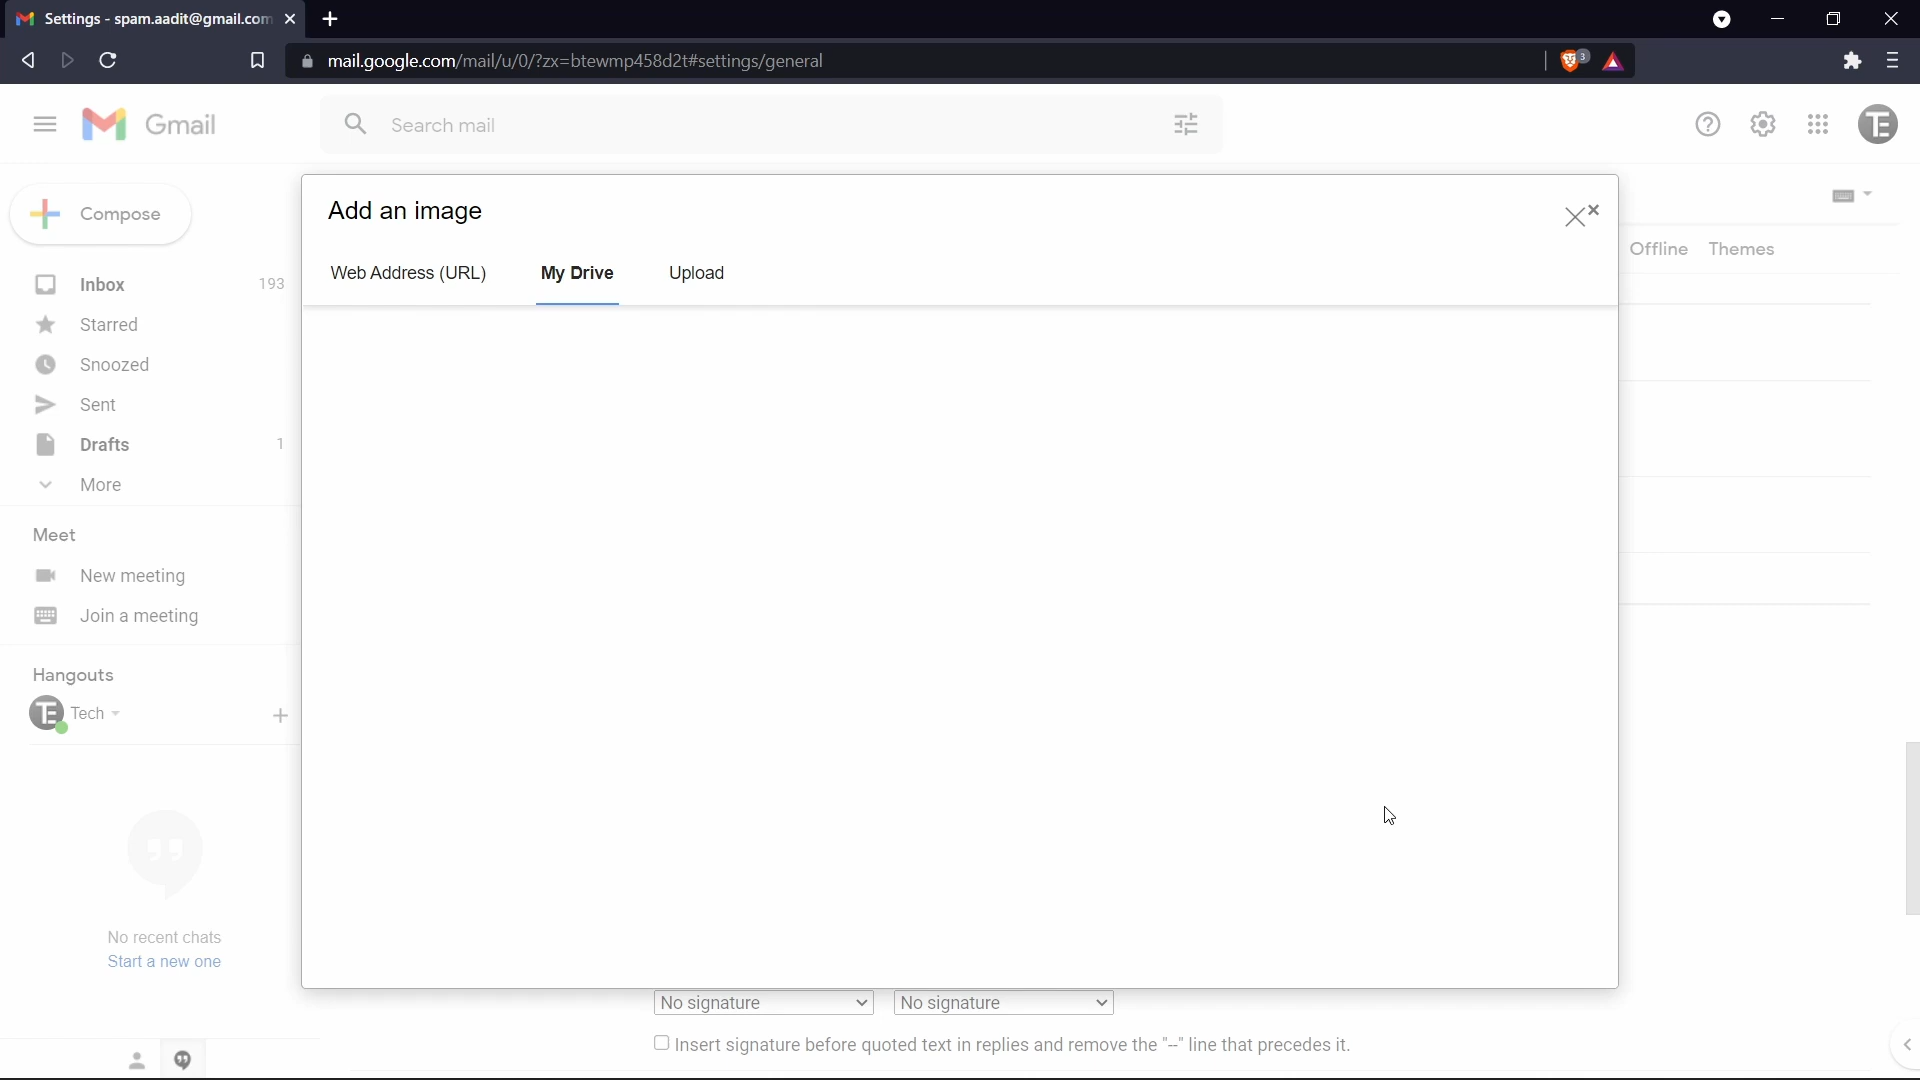 Settings - spam.aadit@gmail.com
mail.google.com/mail/u/0/?zx=btewmp458d2t#settings/general
3
Gmail
Search mail
Compose
Inbox 193
Starred
Snoozed
Sent
Drafts 1
More
Meet
New meeting
Join a meeting
Hangouts
Tech
No recent chats
Start a new one
Add an image
Web Address (URL) My Drive Upload
Offline Themes
No signature No signature
Insert signature before quoted text in replies and remove the "--" line that precedes it.